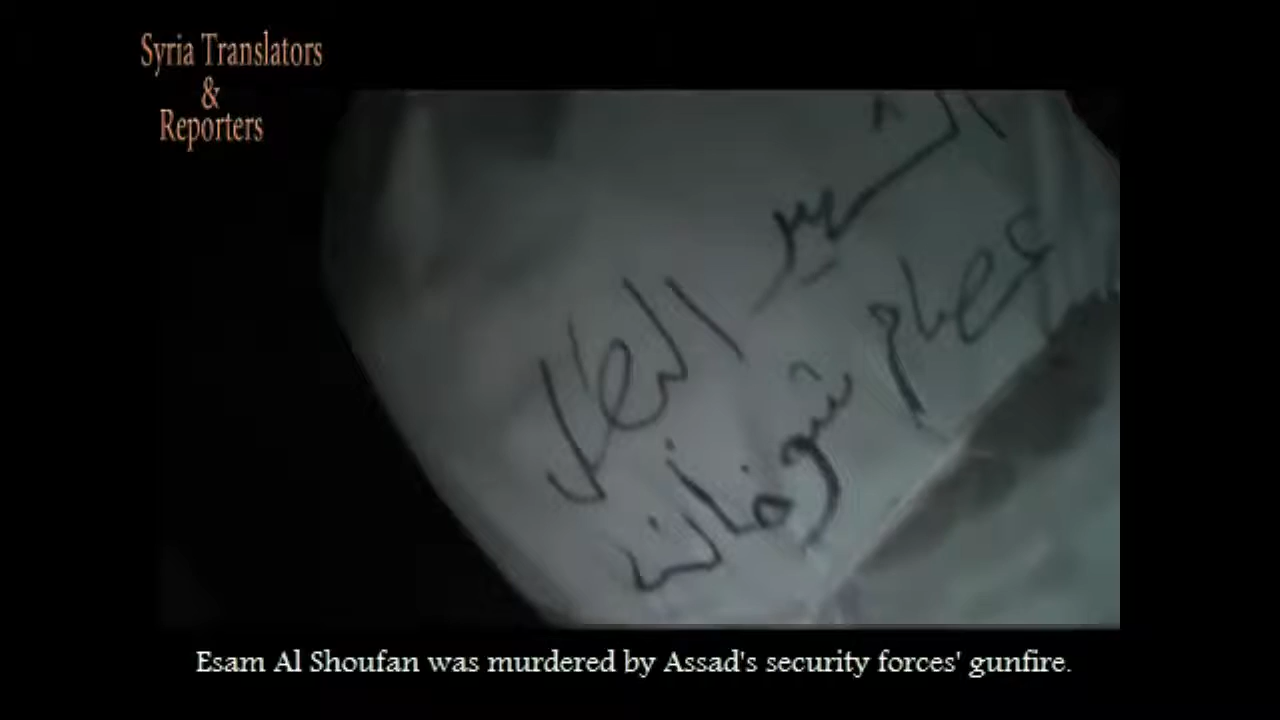 Syria Translators
&
Reporters
الشهيد البطل
عصام شوفان
Esam Al Shoufan was murdered by Assad's security forces' gunfire.